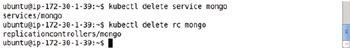 ubuntu@ip-172-30-1-39:~$ kubectl delete service mongo
services/mongo
ubuntu@ip-172-30-1-39:~$ kubectl delete rc mongo
replicationcontrollers/mongo
ubuntu@ip-172-30-1-39:~$